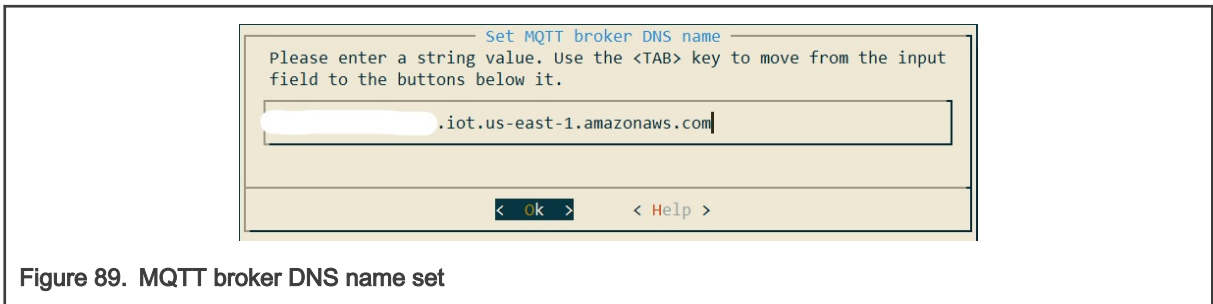 Set MQTT broker DNS name
Please enter a string value. Use the <TAB> key to move from the input
field to the buttons below it.
.iot.us-east-1.amazonaws.com
< Ok > < Help >
Figure 89. MQTT broker DNS name set